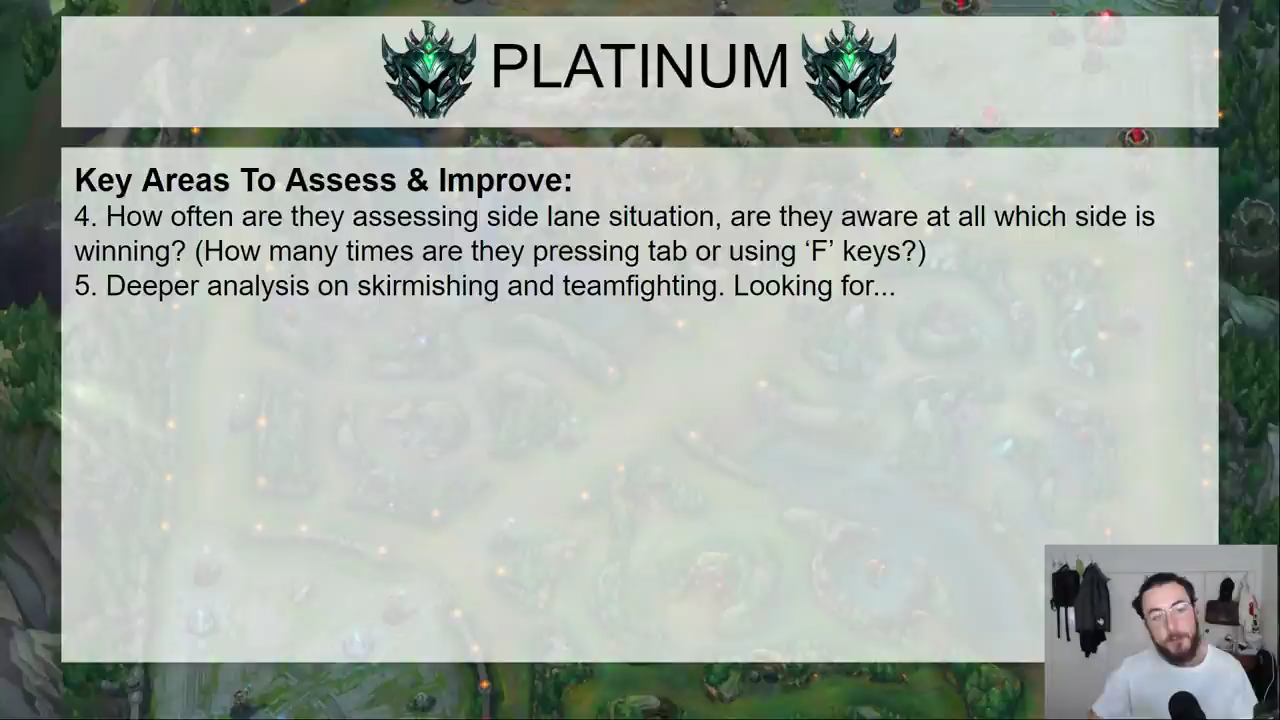 PLATINUM
Key Areas To Assess & Improve:
4. How often are they assessing side lane situation, are they aware at all which side is
winning? (How many times are they pressing tab or using ‘F’ keys?)
5. Deeper analysis on skirmishing and teamfighting. Looking for...